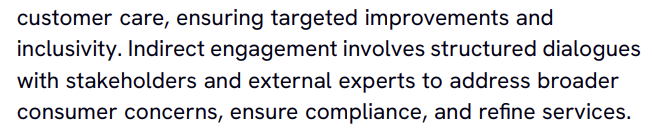 customer care, ensuring targeted improvements and
inclusivity. Indirect engagement involves structured dialogues
with stakeholders and external experts to address broader
consumer concerns, ensure compliance, and refine services.